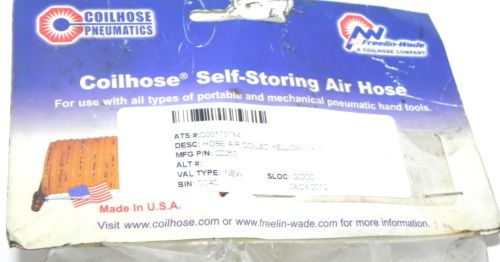 COILHOSE
PNEUMATICS
Freelin-Wade
A COILHOSE COMPANY
Coilhose® Self-Storing Air Hose
For use with all types of portable and mechanical pneumatic hand tools.
ATS #:
DESC: HOSE AIR COILED YELLOW
MFG P/N: 2Z263
ALT #:
VAL TYPE: NEW SLOC: GOOD
BIN:
Made in U.S.A.
Visit www.coilhose.com or www.freelin-wade.com for more information.